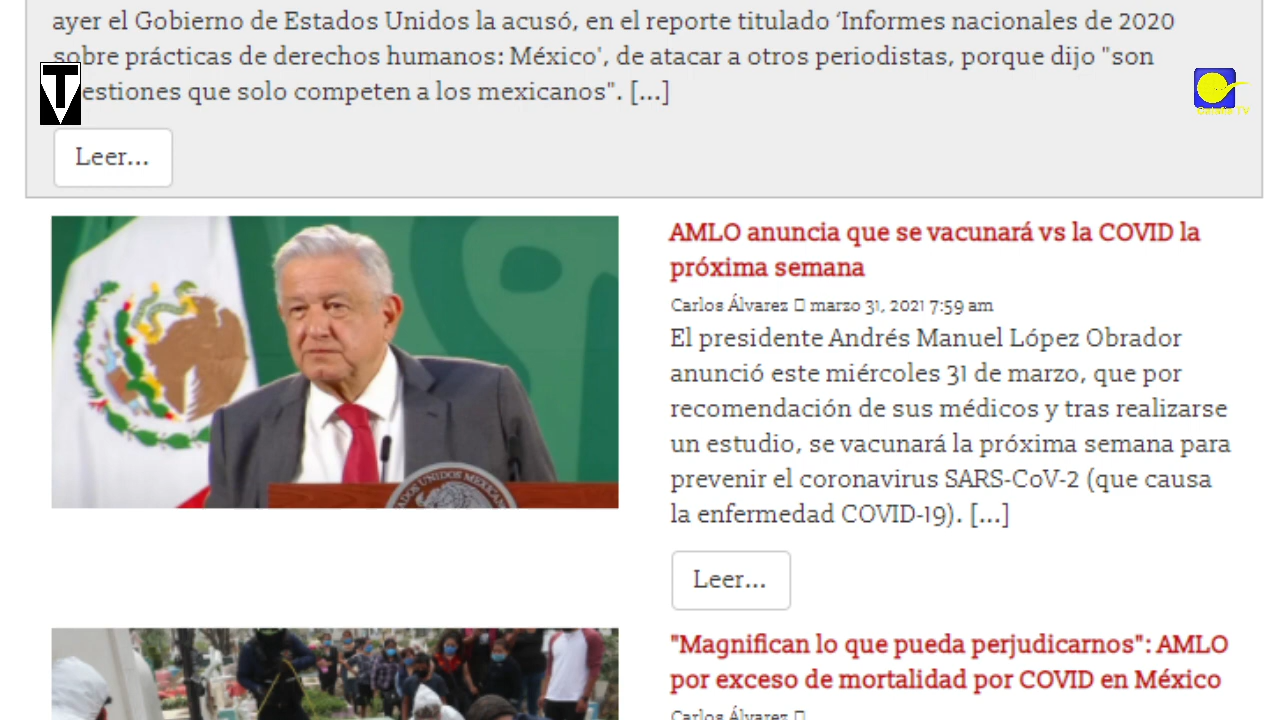 ayer el Gobierno de Estados Unidos la acusó, en el reporte titulado ‘Informes nacionales de 2020
sobre prácticas de derechos humanos: México', de atacar a otros periodistas, porque dijo "son
estiones que solo competen a los mexicanos". [...]
T
Leer...
AMLO anuncia que se vacunará vs la COVID la
próxima semana
Carlos Álvarez ▯ marzo 31, 2021 7:59 am
El presidente Andrés Manuel López Obrador
anunció este miércoles 31 de marzo, que por
recomendación de sus médicos y tras realizarse
un estudio, se vacunará la próxima semana para
prevenir el coronavirus SARS-CoV-2 (que causa
la enfermedad COVID-19). [...]
Leer...
ADOS UNIDOS MEXICAN
"Magnifican lo que pueda perjudicarnos": AMLO
por exceso de mortalidad por COVID en México
Carlos Álvarez ▯